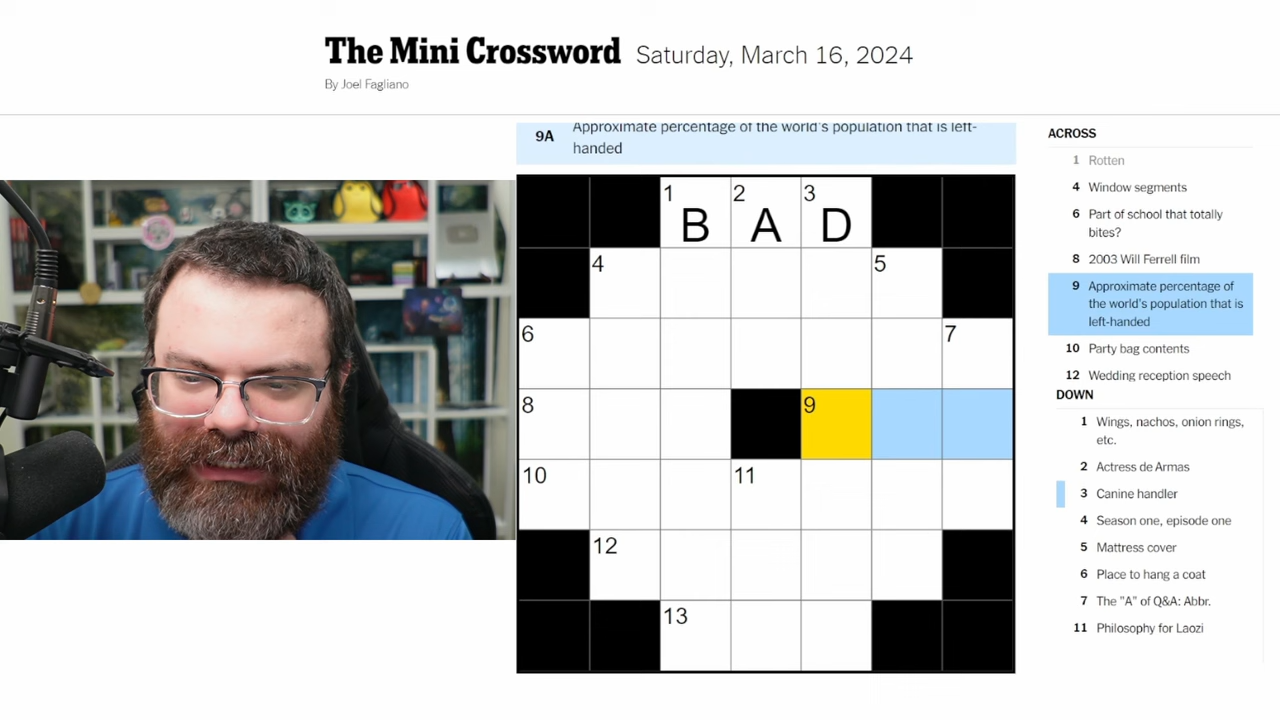 The Mini Crossword Saturday, March 16, 2024
By Joel Fagliano
9A Approximate percentage of the world's population that is left-
handed
1 2 3
B A D
4 5
6 7
8 9
10 11
12
13
ACROSS
1 Rotten
4 Window segments
6 Part of school that totally
bites?
8 2003 Will Ferrell film
9 Approximate percentage of
the world's population that is
left-handed
10 Party bag contents
12 Wedding reception speech
DOWN
1 Wings, nachos, onion rings,
etc.
2 Actress de Armas
3 Canine handler
4 Season one, episode one
5 Mattress cover
6 Place to hang a coat
7 The "A" of Q&A: Abbr.
11 Philosophy for Laozi